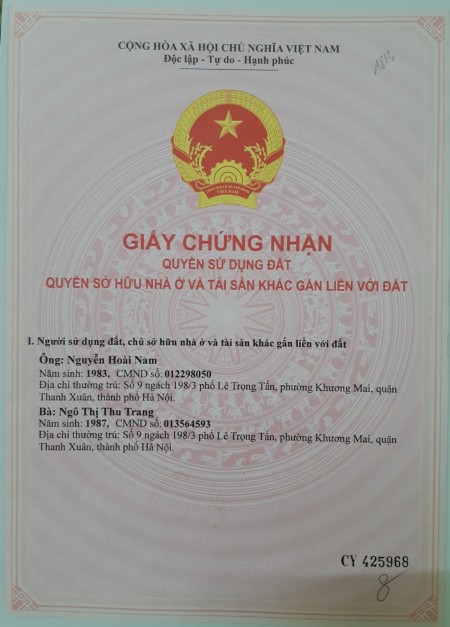 CỘNG HÒA XÃ HỘI CHỦ NGHĨA VIỆT NAM
Độc lập - Tự do - Hạnh phúc
GIẤY CHỨNG NHẬN
QUYỀN SỬ DỤNG ĐẤT
QUYỀN SỞ HỮU NHÀ Ở VÀ TÀI SẢN KHÁC GẮN LIỀN VỚI ĐẤT
I. Người sử dụng đất, chủ sở hữu nhà ở và tài sản khác gắn liền với đất
Ông: Nguyễn Hoài Nam
Năm sinh: 1983, CMND số: 012298050
Địa chỉ thường trú: Số 9 ngách 198/3 phố Lê Trọng Tấn, phường Khương Mai, quận
Thanh Xuân, thành phố Hà Nội.
Bà: Ngô Thị Thu Trang
Năm sinh: 1987, CMND số: 013564593
Địa chỉ thường trú: Số 9 ngách 198/3 phố Lê Trọng Tấn, phường Khương Mai, quận
Thanh Xuân, thành phố Hà Nội.
CY 425968
8